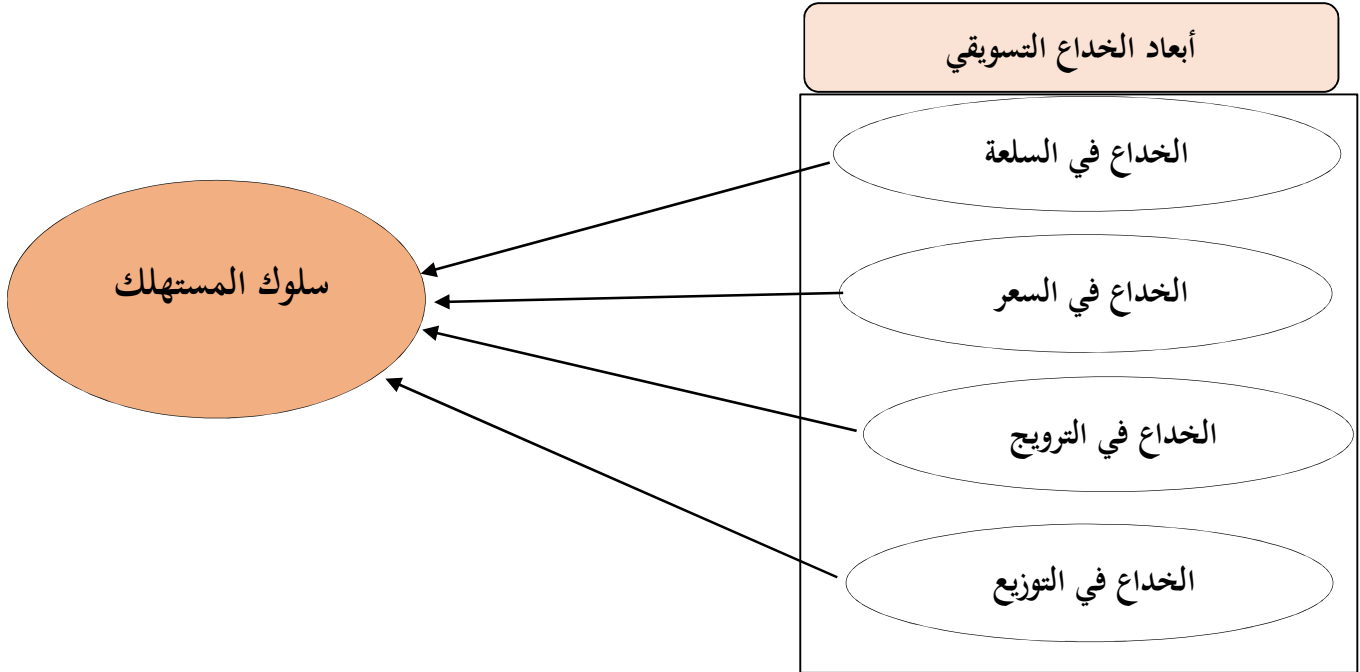 أبعاد الخداع التسويقي
الخداع في السلعة
الخداع في السعر
الخداع في الترويج
الخداع في التوزيع
سلوك المستهلك